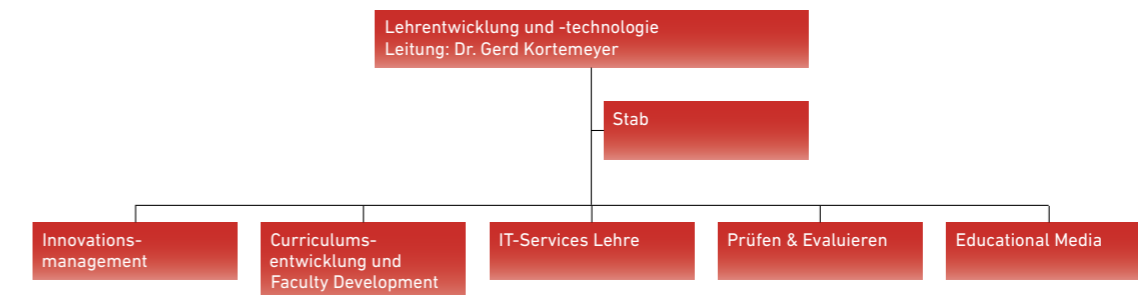 Lehrentwicklung und -technologie
Leitung: Dr. Gerd Kortemeyer
Stab
Innovations-
management
Curriculums-
entwicklung und
Faculty Development
IT-Services Lehre
Prüfen & Evaluieren
Educational Media